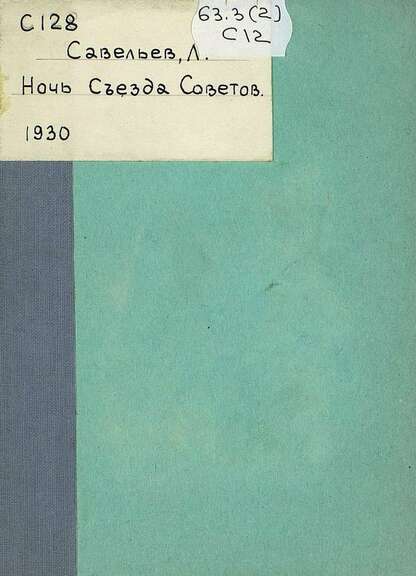 С128
63.3(2)
С12
Савельев, Л.
Ночь Съезда Советов.
1930